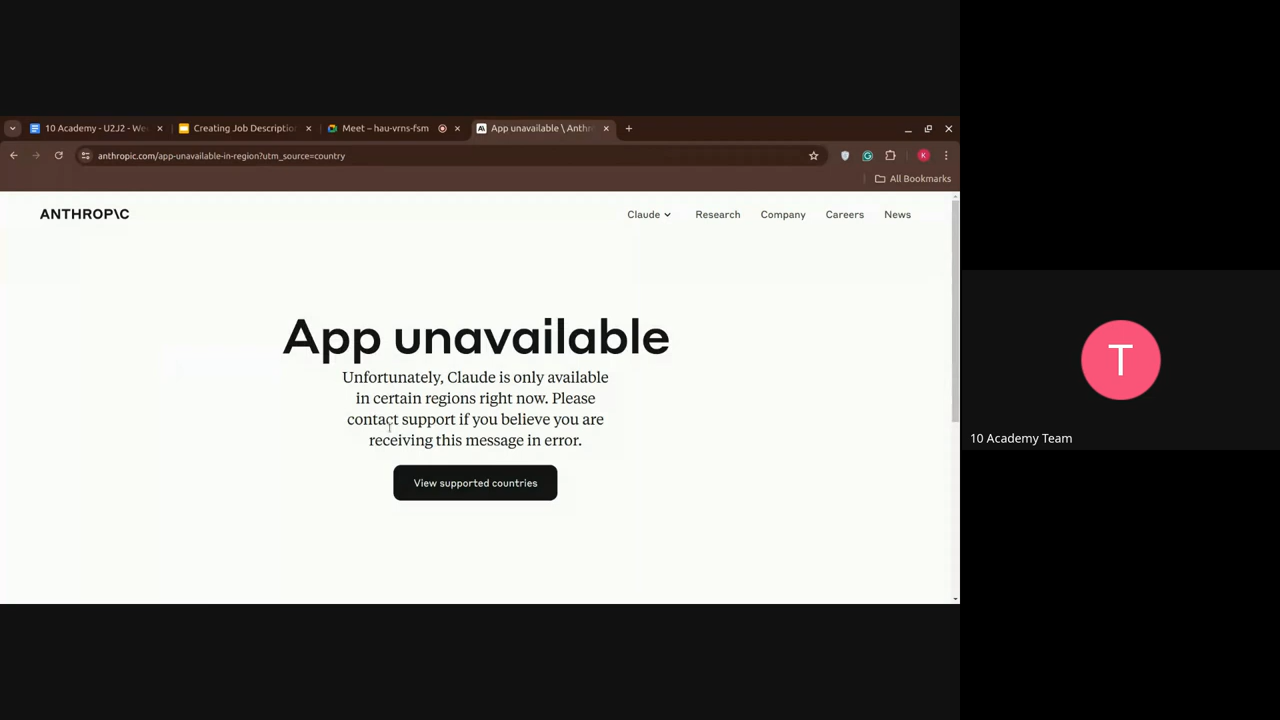 10 Academy - U2J2 - We
Creating Job Descriptio
Meet – hau-vrns-fsm
App unavailable \ Anthr
anthropic.com/app-unavailable-in-region?utm_source=country
K
All Bookmarks
ANTHROP\C
Claude
Research
Company
Careers
News
App unavailable
Unfortunately, Claude is only available
in certain regions right now. Please
contact support if you believe you are
receiving this message in error.
View supported countries
T
10 Academy Team